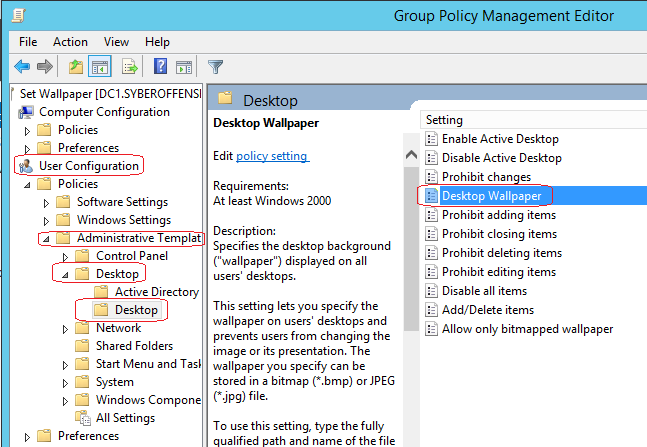 Group Policy Management Editor
File Action View Help
Set Wallpaper [DC1.SYBEROFFENSI
Computer Configuration
Policies
Preferences
User Configuration
Policies
Software Settings
Windows Settings
Administrative Templat
Control Panel
Desktop
Active Directory
Desktop
Network
Shared Folders
Start Menu and Task
System
Windows Compone
All Settings
Preferences
Desktop
Desktop Wallpaper
Edit policy setting
Requirements:
At least Windows 2000
Description:
Specifies the desktop background
("wallpaper") displayed on all
users' desktops.
This setting lets you specify the
wallpaper on users' desktops and
prevents users from changing the
image or its presentation. The
wallpaper you specify can be
stored in a bitmap (*.bmp) or JPEG
(*.jpg) file.
To use this setting, type the fully
qualified path and name of the file
Setting
Enable Active Desktop
Disable Active Desktop
Prohibit changes
Desktop Wallpaper
Prohibit adding items
Prohibit closing items
Prohibit deleting items
Prohibit editing items
Disable all items
Add/Delete items
Allow only bitmapped wallpaper